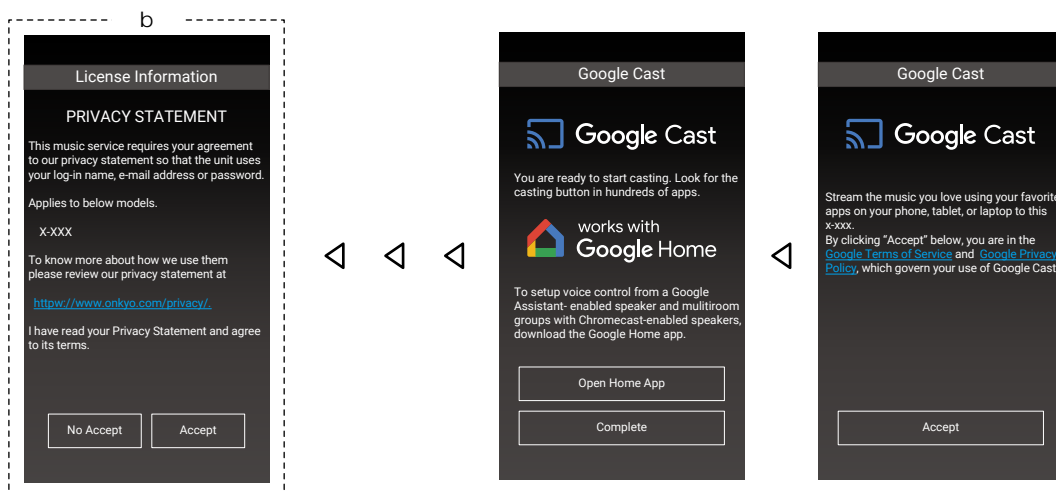 b
License Information
PRIVACY STATEMENT
This music service requires your agreement
to our privacy statement so that the unit uses
your log-in name, e-mail address or password.
Applies to below models.
X-XXX
To know more about how we use them
please review our privacy statement at
httpw://www.onkyo.com/privacy/.
I have read your Privacy Statement and agree
to its terms.
No Accept
Accept
Google Cast
Google Cast
You are ready to start casting. Look for the
casting button in hundreds of apps.
works with
Google Home
To setup voice control from a Google
Assistant- enabled speaker and mulitiroom
groups with Chromecast-enabled speakers,
download the Google Home app.
Open Home App
Complete
Google Cast
Google Cast
Stream the music you love using your favorite
apps on your phone, tablet, or laptop to this
x-xxx.
By clicking “Accept” below, you are in the
Google Terms of Service and Google Privacy
Policy, which govern your use of Google Cast
Accept